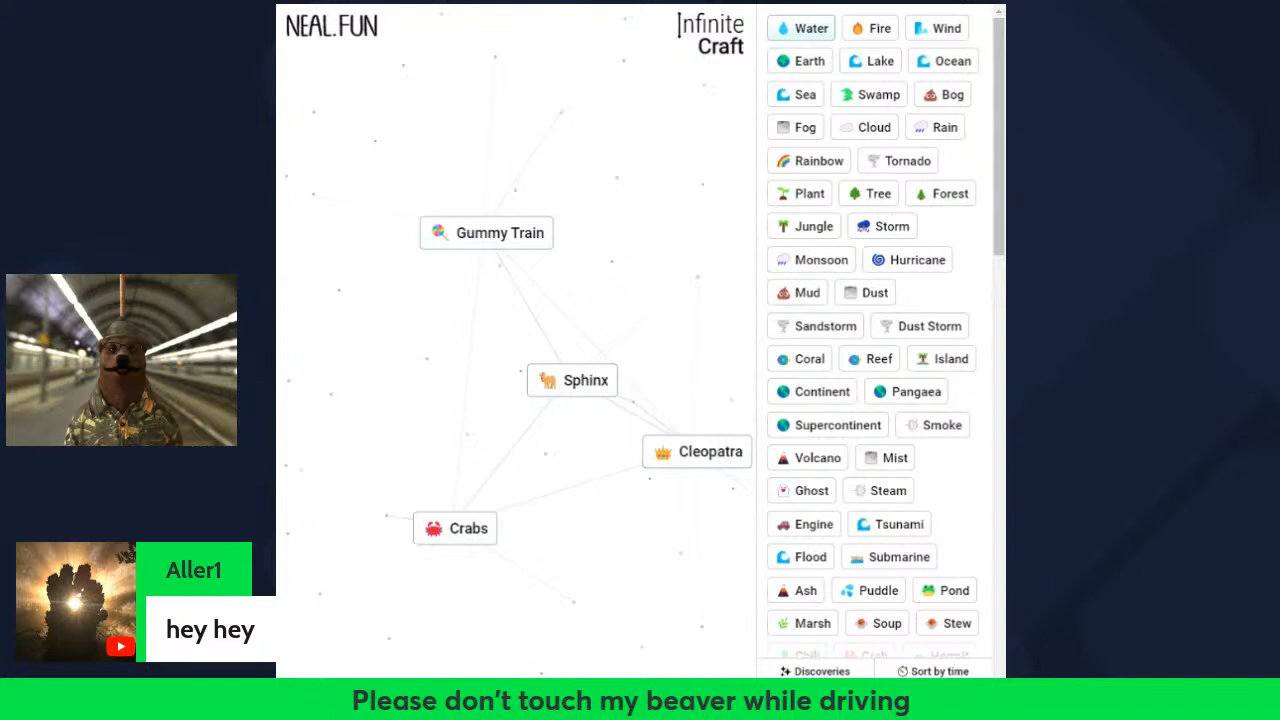 NEAL.FUN
Infinite
Craft
Gummy Train
Sphinx
Cleopatra
Crabs
Water
Fire
Wind
Earth
Lake
Ocean
Sea
Swamp
Bog
Fog
Cloud
Rain
Rainbow
Tornado
Plant
Tree
Forest
Jungle
Storm
Monsoon
Hurricane
Mud
Dust
Sandstorm
Dust Storm
Coral
Reef
Island
Continent
Pangaea
Supercontinent
Smoke
Volcano
Mist
Ghost
Steam
Engine
Tsunami
Flood
Submarine
Ash
Puddle
Pond
Marsh
Soup
Stew
Discoveries
Sort by time
Aller1
hey hey
Please don't touch my beaver while driving